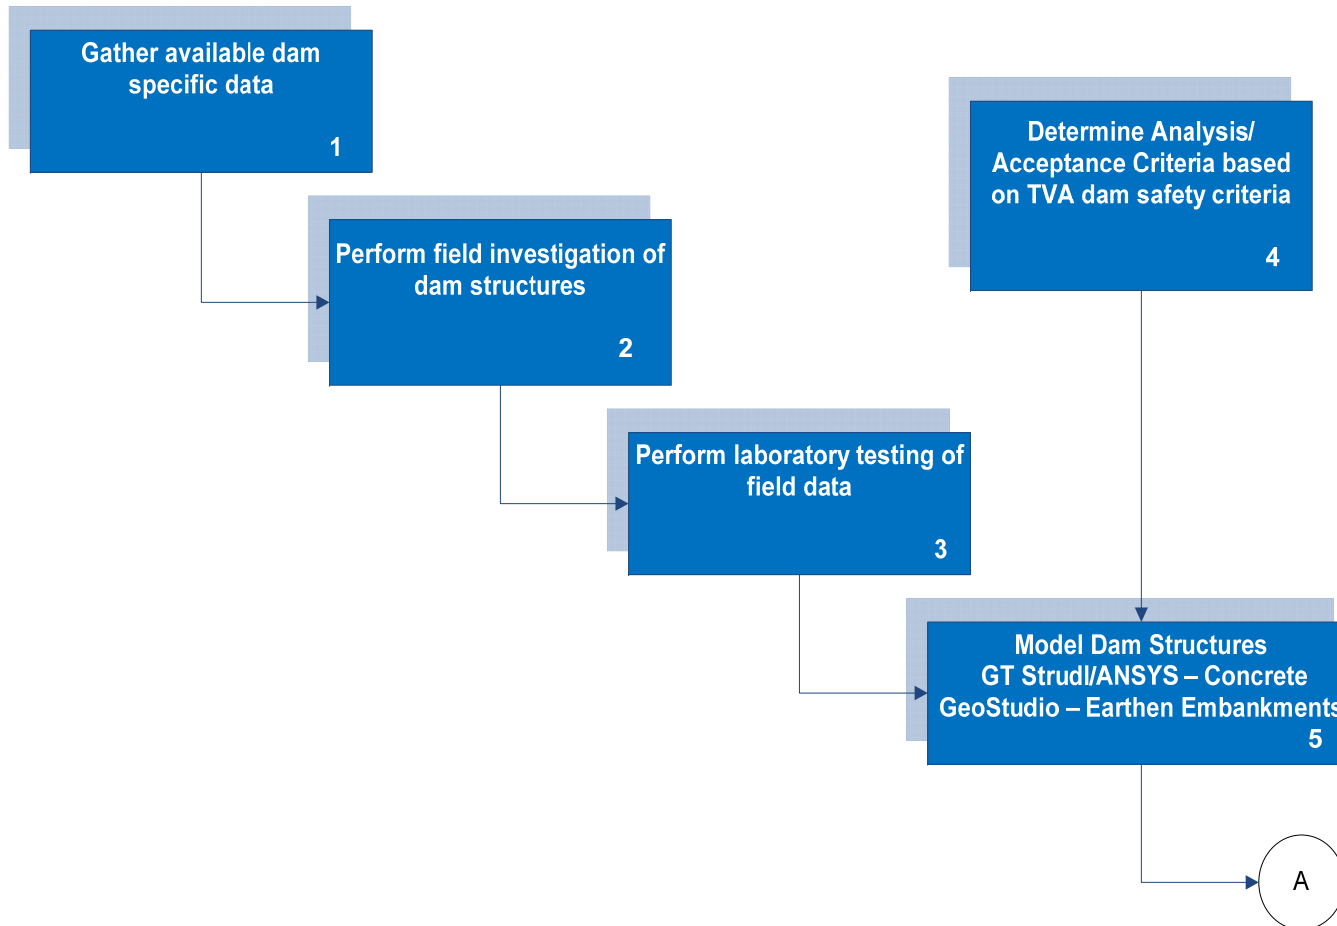 Gather available dam
specific data
1
Perform field investigation of
dam structures
2
Perform laboratory testing of
field data
3
Determine Analysis/
Acceptance Criteria based
on TVA dam safety criteria
4
Model Dam Structures
GT Strudl/ANSYS – Concrete
GeoStudio – Earthen Embankments
5
A